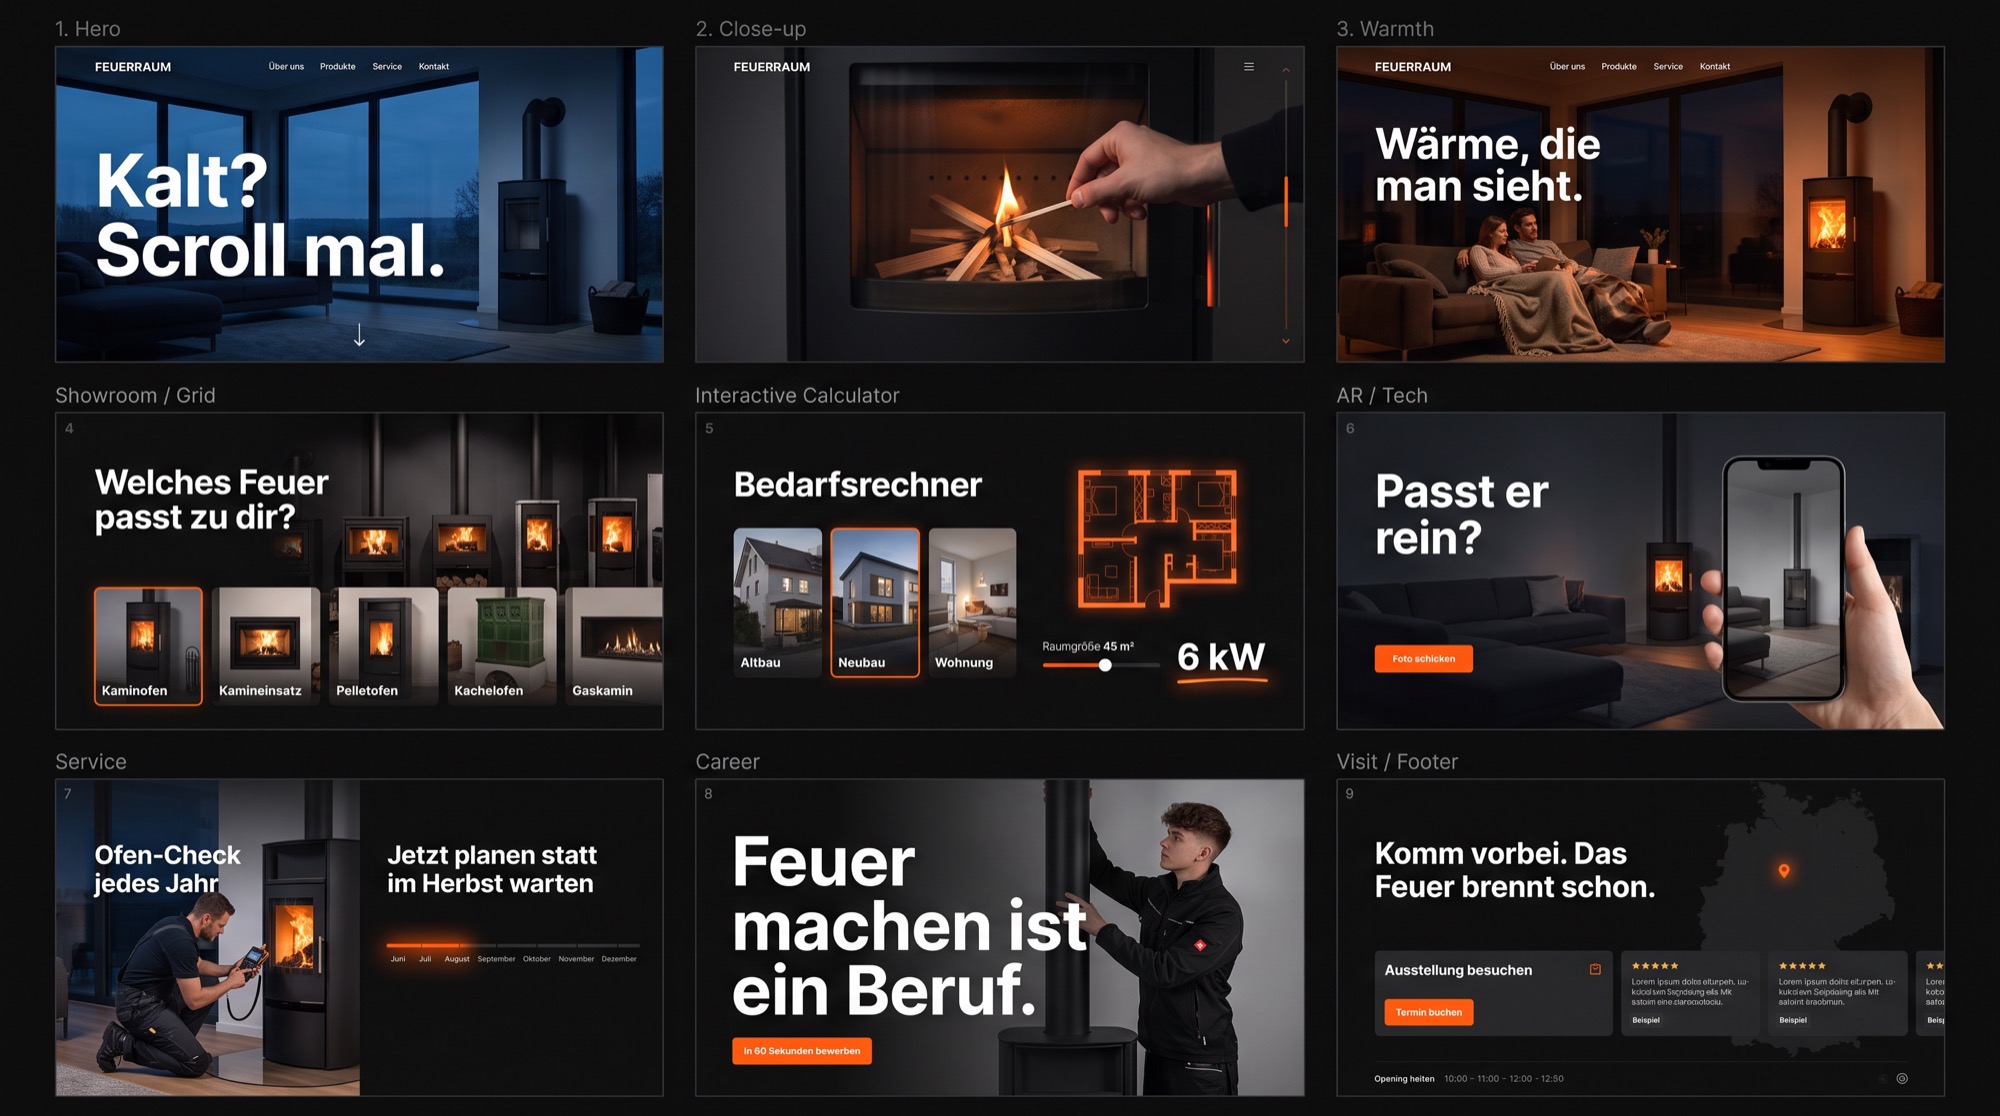 1. Hero
FEUERRAUM
Über uns Produkte Service Kontakt
Kalt?
Scroll mal.
2. Close-up
FEUERRAUM
3. Warmth
FEUERRAUM
Über uns Produkte Service Kontakt
Wärme, die
man sieht.
Showroom / Grid
4
Welches Feuer
passt zu dir?
Kaminofen
Kamineinsatz
Pelletofen
Kachelofen
Gaskamin
Interactive Calculator
5
Bedarfsrechner
Altbau
Neubau
Wohnung
Raumgröße 45 m²
6 kW
AR / Tech
6
Passt er
rein?
Foto schicken
Service
7
Ofen-Check
jedes Jahr
Jetzt planen statt
im Herbst warten
Juni Juli August September Oktober November Dezember
Career
8
Feuer
machen ist
ein Beruf.
In 60 Sekunden bewerben
Visit / Footer
9
Komm vorbei. Das
Feuer brennt schon.
Ausstellung besuchen
Termin buchen
Lorem ipsum
Beispiel
Lorem ipsum
Beispiel
Opening heiten 10:00 - 11:00 - 12:00 - 12:50